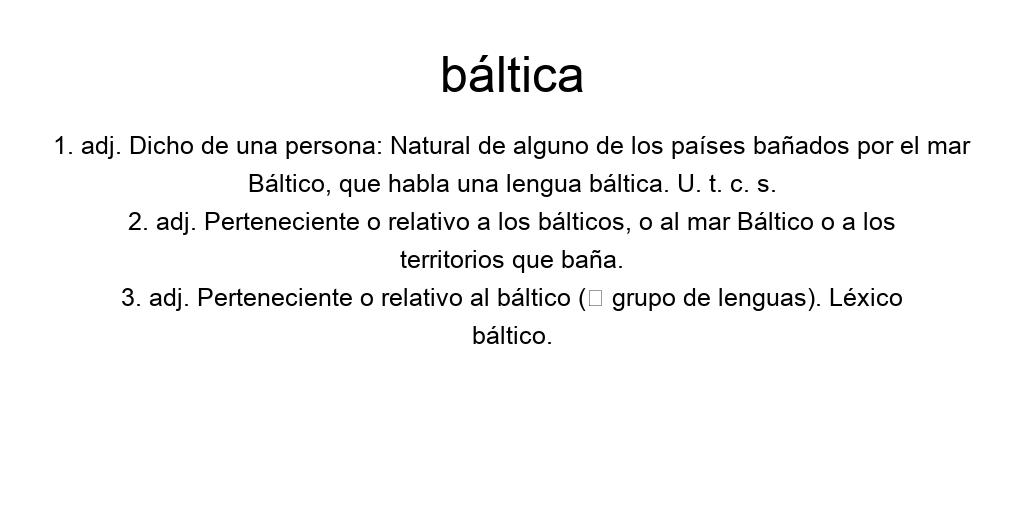 báltica
1. adj. Dicho de una persona: Natural de alguno de los países bañados por el mar
Báltico, que habla una lengua báltica. U. t. c. s.
2. adj. Perteneciente o relativo a los bálticos, o al mar Báltico o a los
territorios que baña.
3. adj. Perteneciente o relativo al báltico (□ grupo de lenguas). Léxico
báltico.